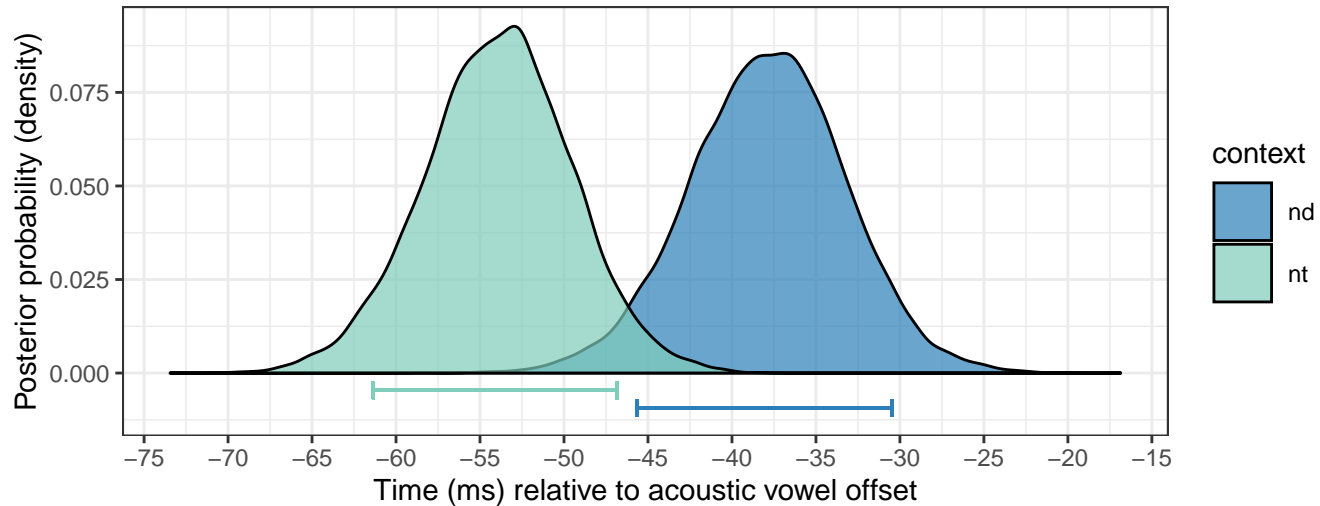 Posterior probability (density)
0.075
0.050
0.025
0.000
−75 −70 −65 −60 −55 −50 −45 −40 −35 −30 −25 −20 −15
Time (ms) relative to acoustic vowel offset
context
nd
nt